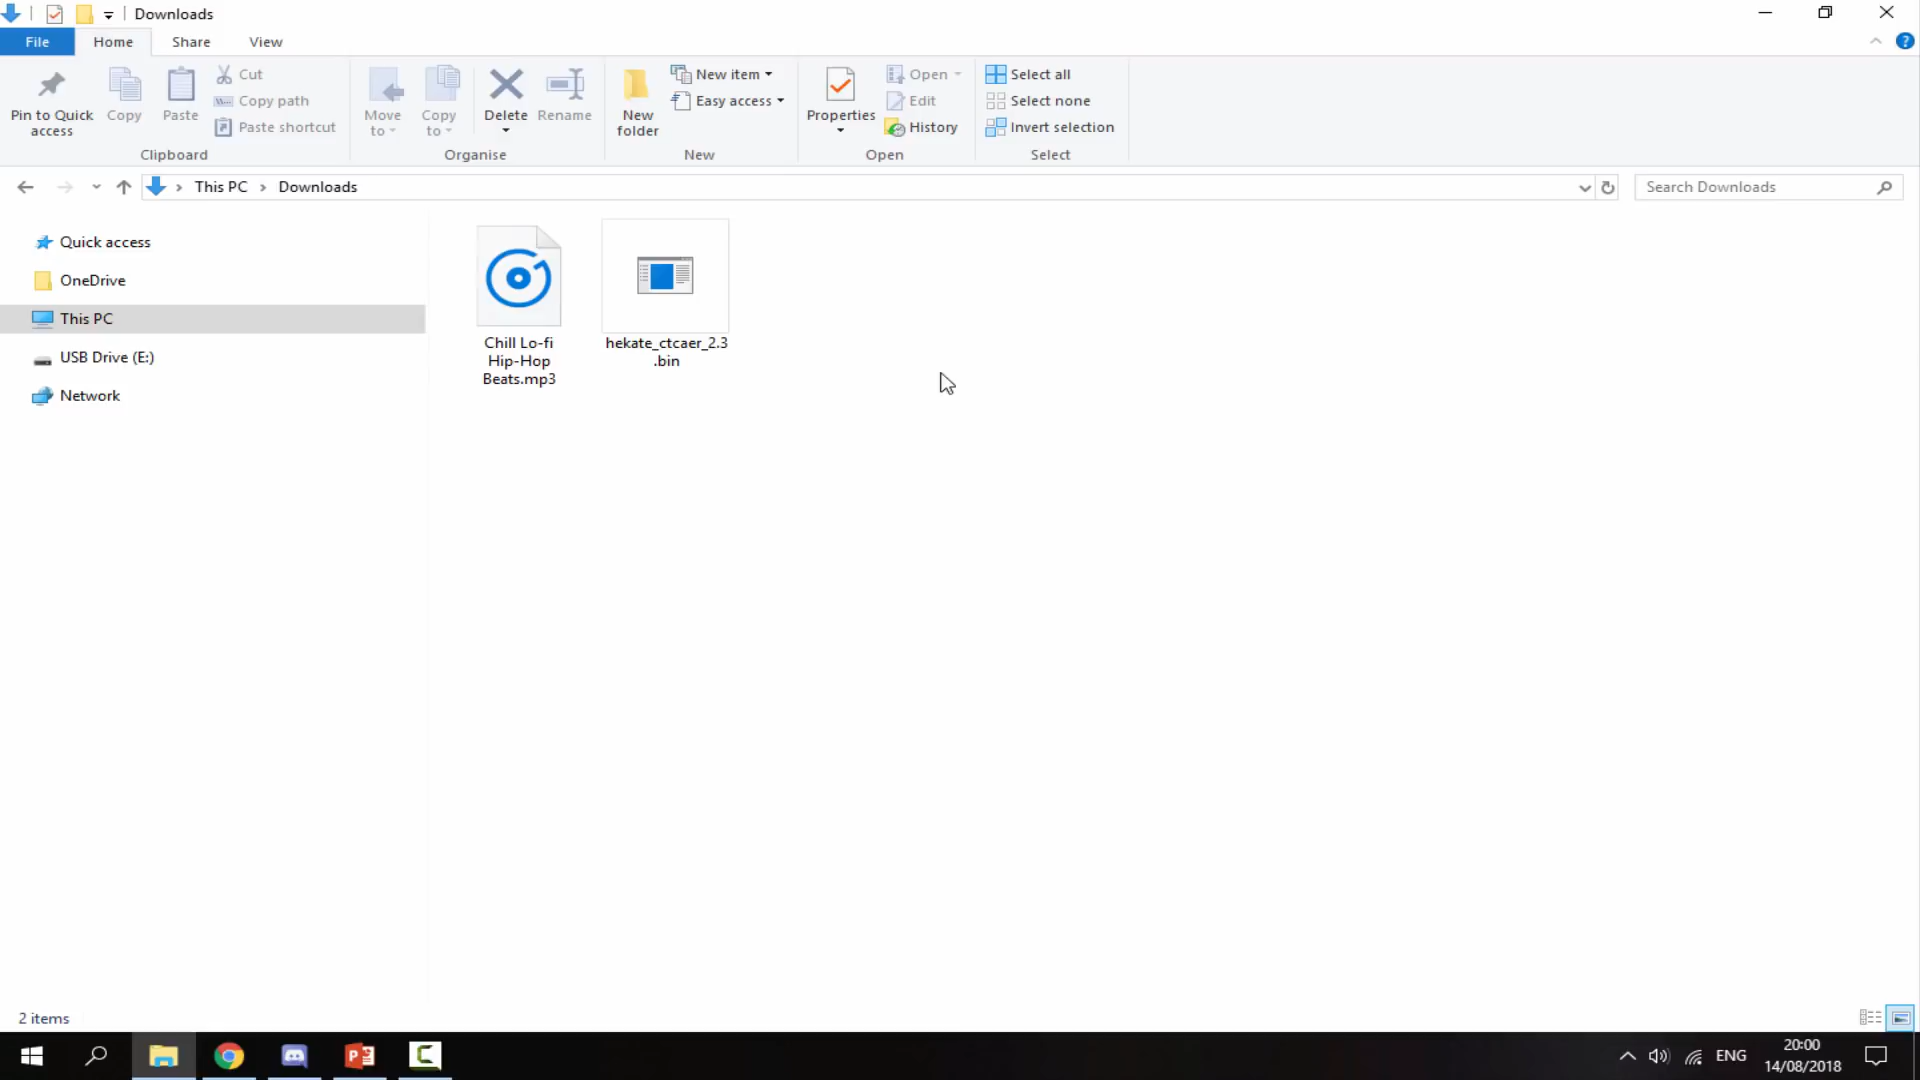 Downloads
File Home Share View
Pin to Quick access
Copy
Paste
Cut
Copy path
Paste shortcut
Clipboard
Move to
Copy to
Delete
Rename
Organise
New folder
New item
Easy access
New
Properties
Open
Edit
History
Open
Select all
Select none
Invert selection
Select
This PC Downloads
Search Downloads
Quick access
OneDrive
This PC
USB Drive (E:)
Network
Chill Lo-fi
Hip-Hop
Beats.mp3
hekate_ctcaer_2.3
.bin
2 items
ENG
20:00
14/08/2018